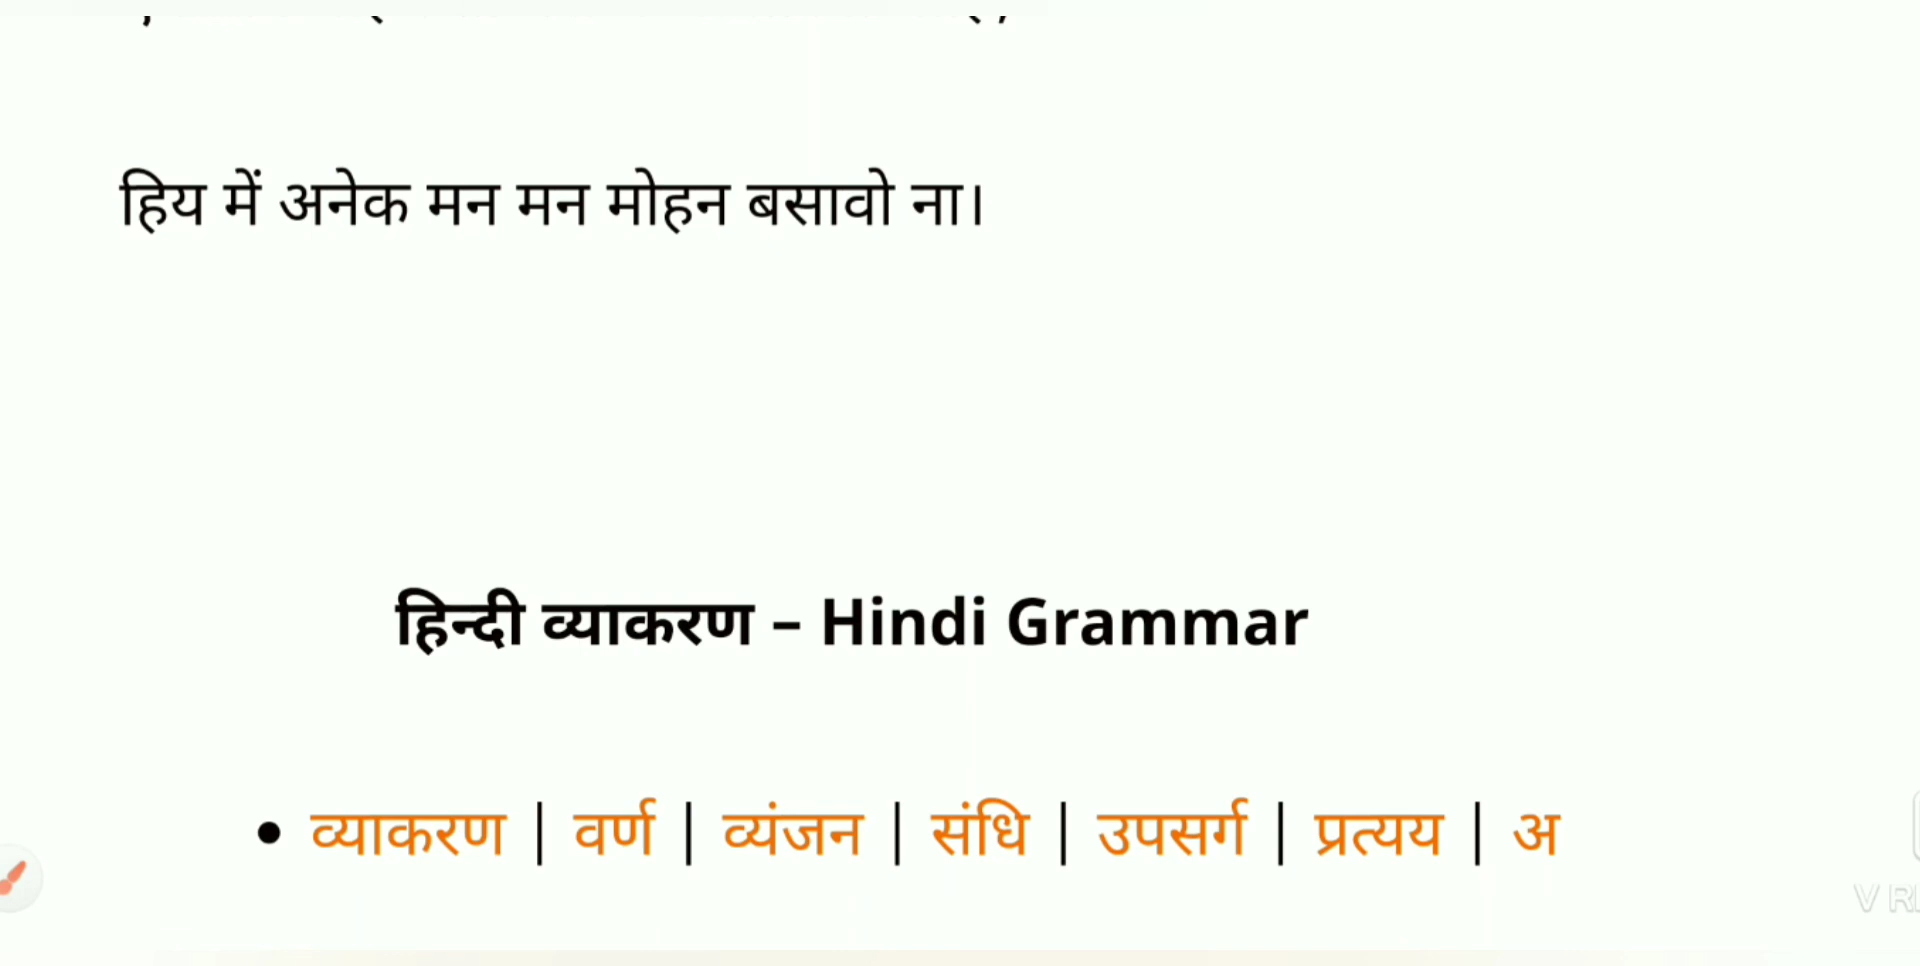 हिय में अनेक मन मन मोहन बसावो ना।
हिन्दी व्याकरण – Hindi Grammar
• व्याकरण | वर्ण | व्यंजन | संधि | उपसर्ग | प्रत्यय | अ